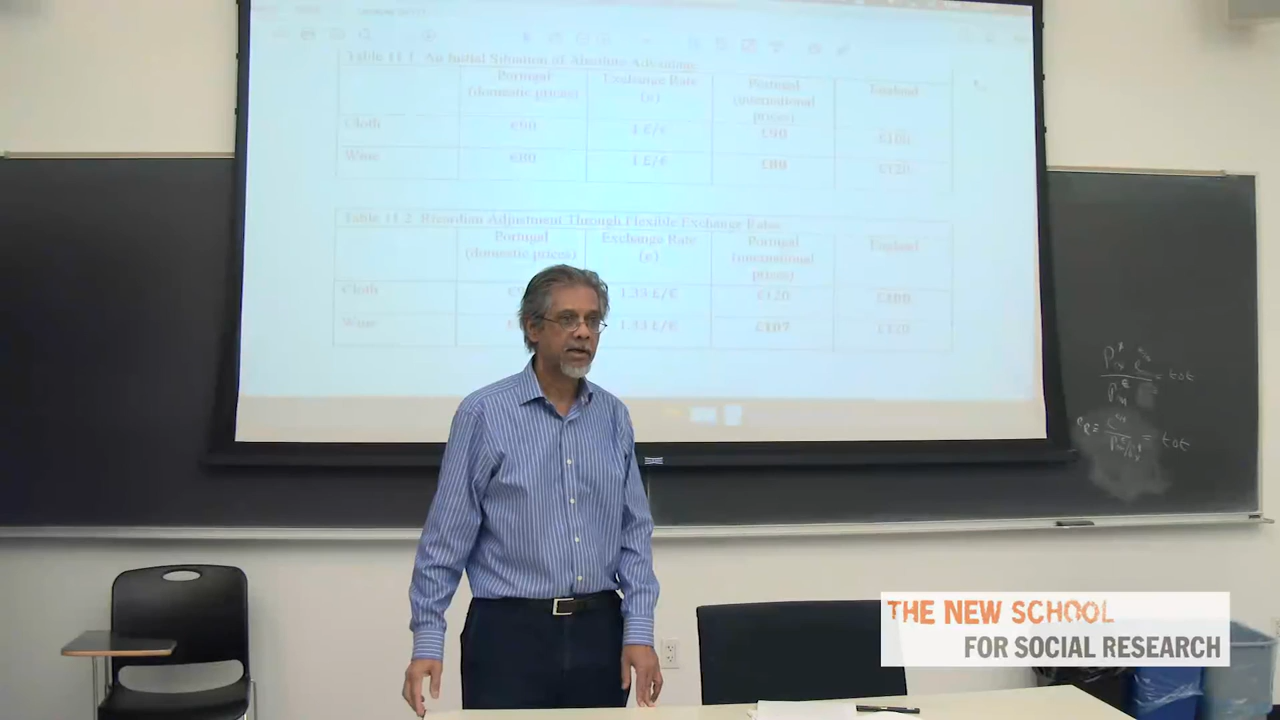 Table 11.1 An Initial Situation of Absolute Advantage
Portugal (domestic prices) Exchange Rate (e) Portugal (international prices) England
Cloth €90 1 £/€ £90 £100
Wine €80 1 £/€ £80 £120
Table 11.2 Ricardian Adjustment Through Flexible Exchange Rates
Portugal (domestic prices) Exchange Rate (e) Portugal (international prices) England
Cloth 1.33 £/€ £120 £100
Wine 1.33 £/€ £107 £120
= tot
= tot
THE NEW SCHOOL
FOR SOCIAL RESEARCH